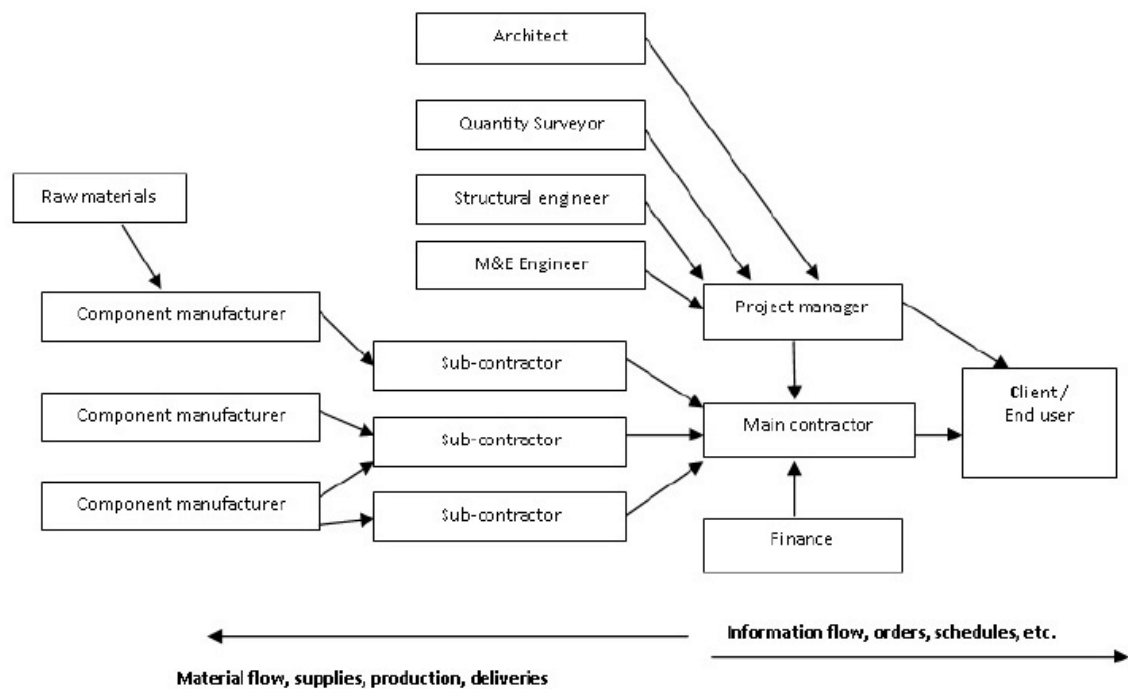 Architect
Quantity Surveyor
Structural engineer
M&E Engineer
Raw materials
Component manufacturer
Project manager
Sub-contractor
Client /
End user
Component manufacturer
Sub-contractor
Main contractor
Component manufacturer
Sub-contractor
Finance
Information flow, orders, schedules, etc.
Material flow, supplies, production, deliveries